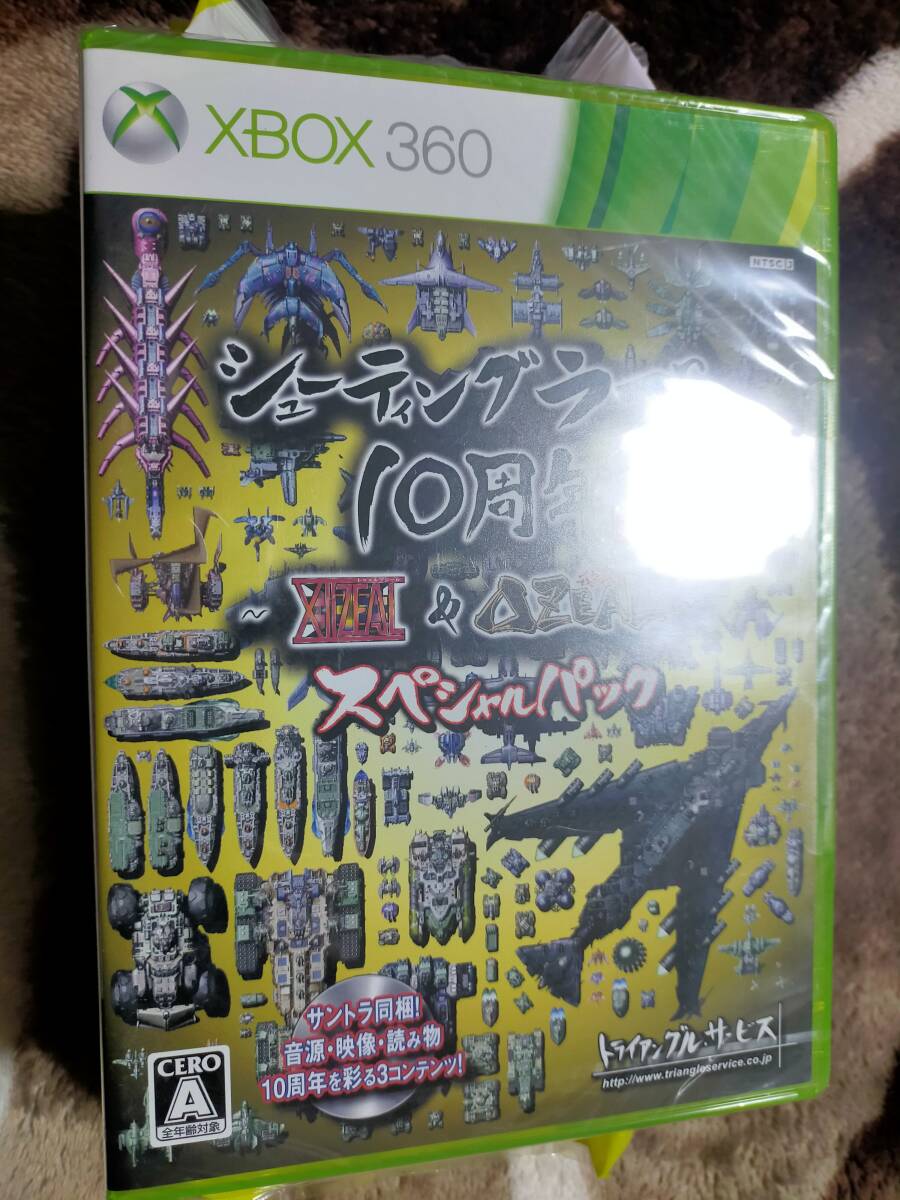 XBOX 360
NTSC J
シューティングラ
10周年
~ XIIZEAL & ΔZEAL
スペシャルパック
サントラ同梱!
音源・映像・読み物
10周年を彩る3コンテンツ!
トライアングル・サービス
http://www.triangleservice.co.jp
CERO
A
全年齢対象